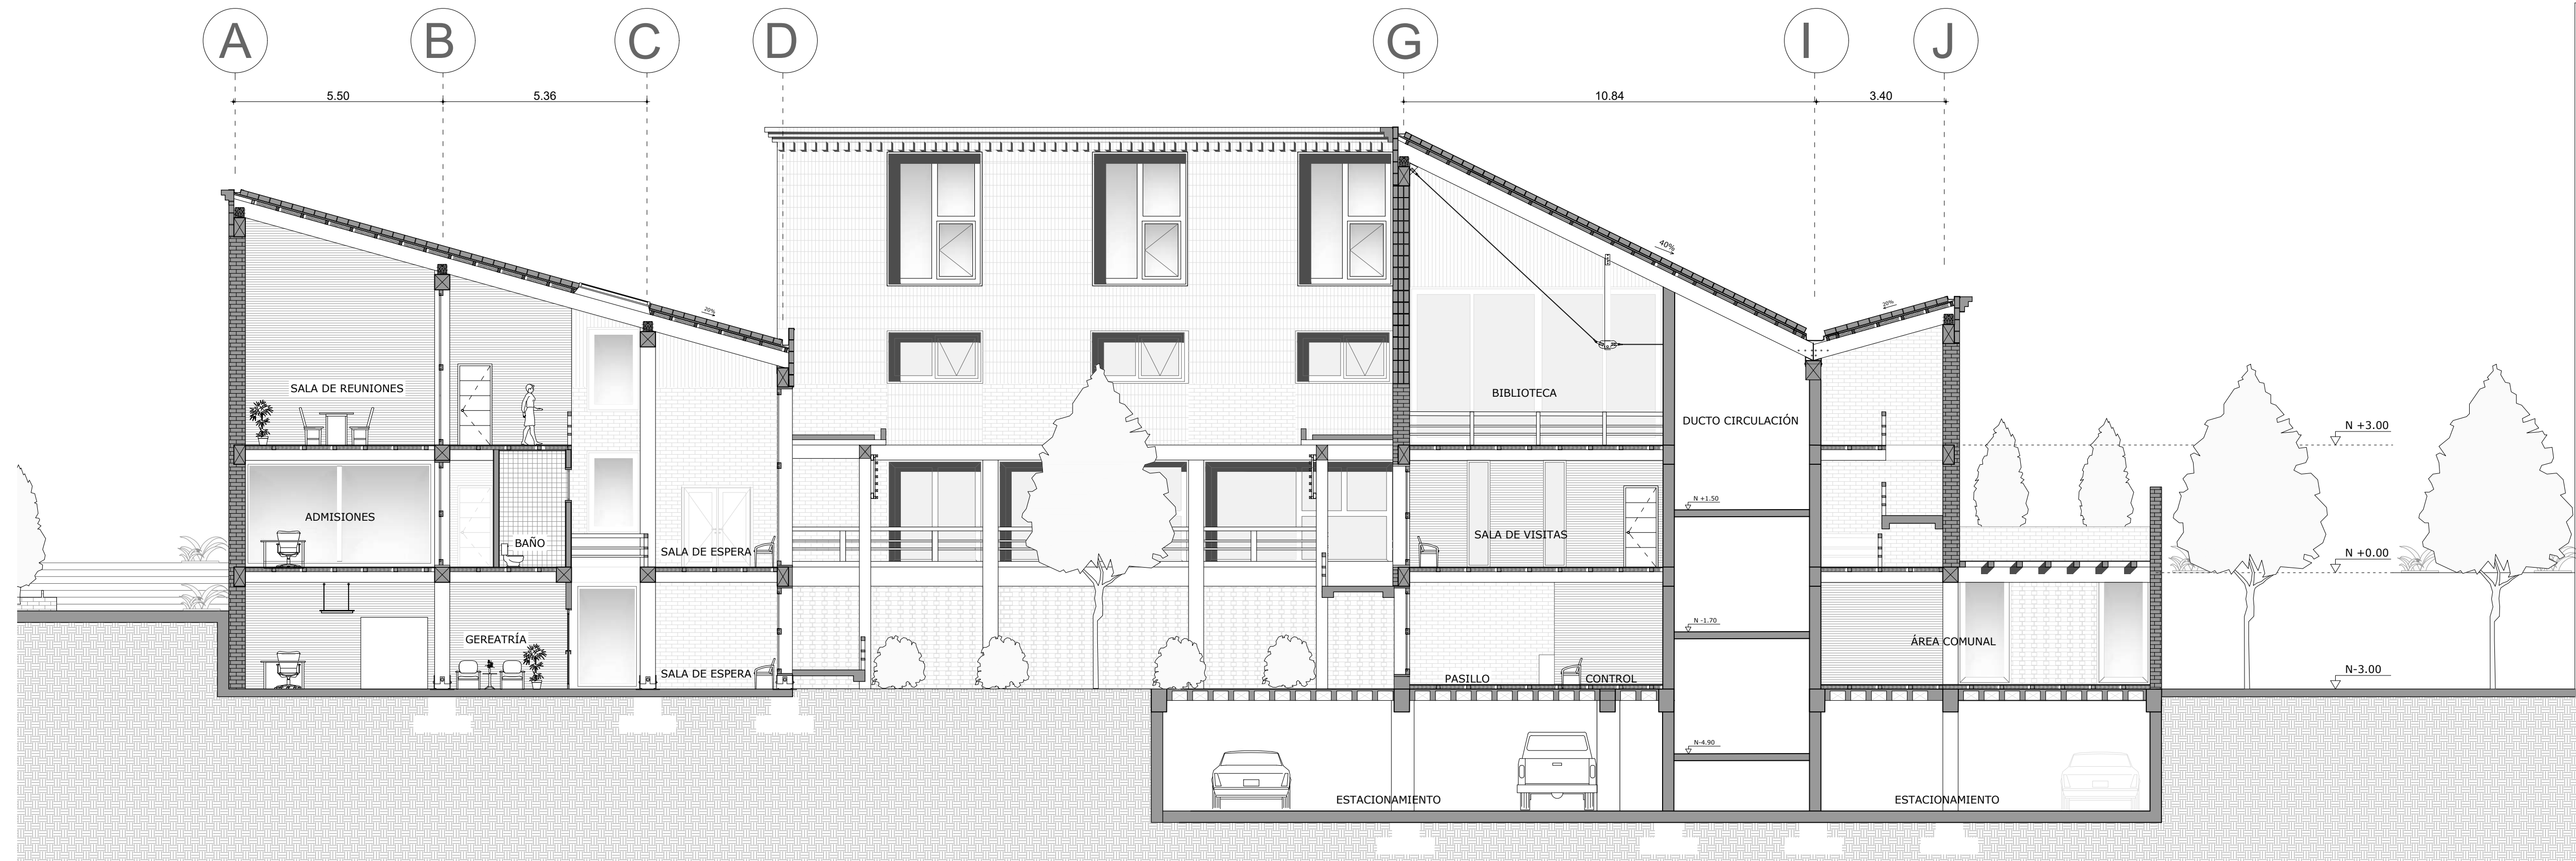 A
B
C
D
G
I
J
5.50
5.36
10.84
3.40
40%
20%
20%
SALA DE REUNIONES
BIBLIOTECA
DUCTO CIRCULACIÓN
N +3.00
N +1.50
ADMISIONES
BAÑO
SALA DE ESPERA
SALA DE VISITAS
N +0.00
N -1.70
GEREATRÍA
ÁREA COMUNAL
SALA DE ESPERA
PASILLO
CONTROL
N-3.00
N-4.90
ESTACIONAMIENTO
ESTACIONAMIENTO